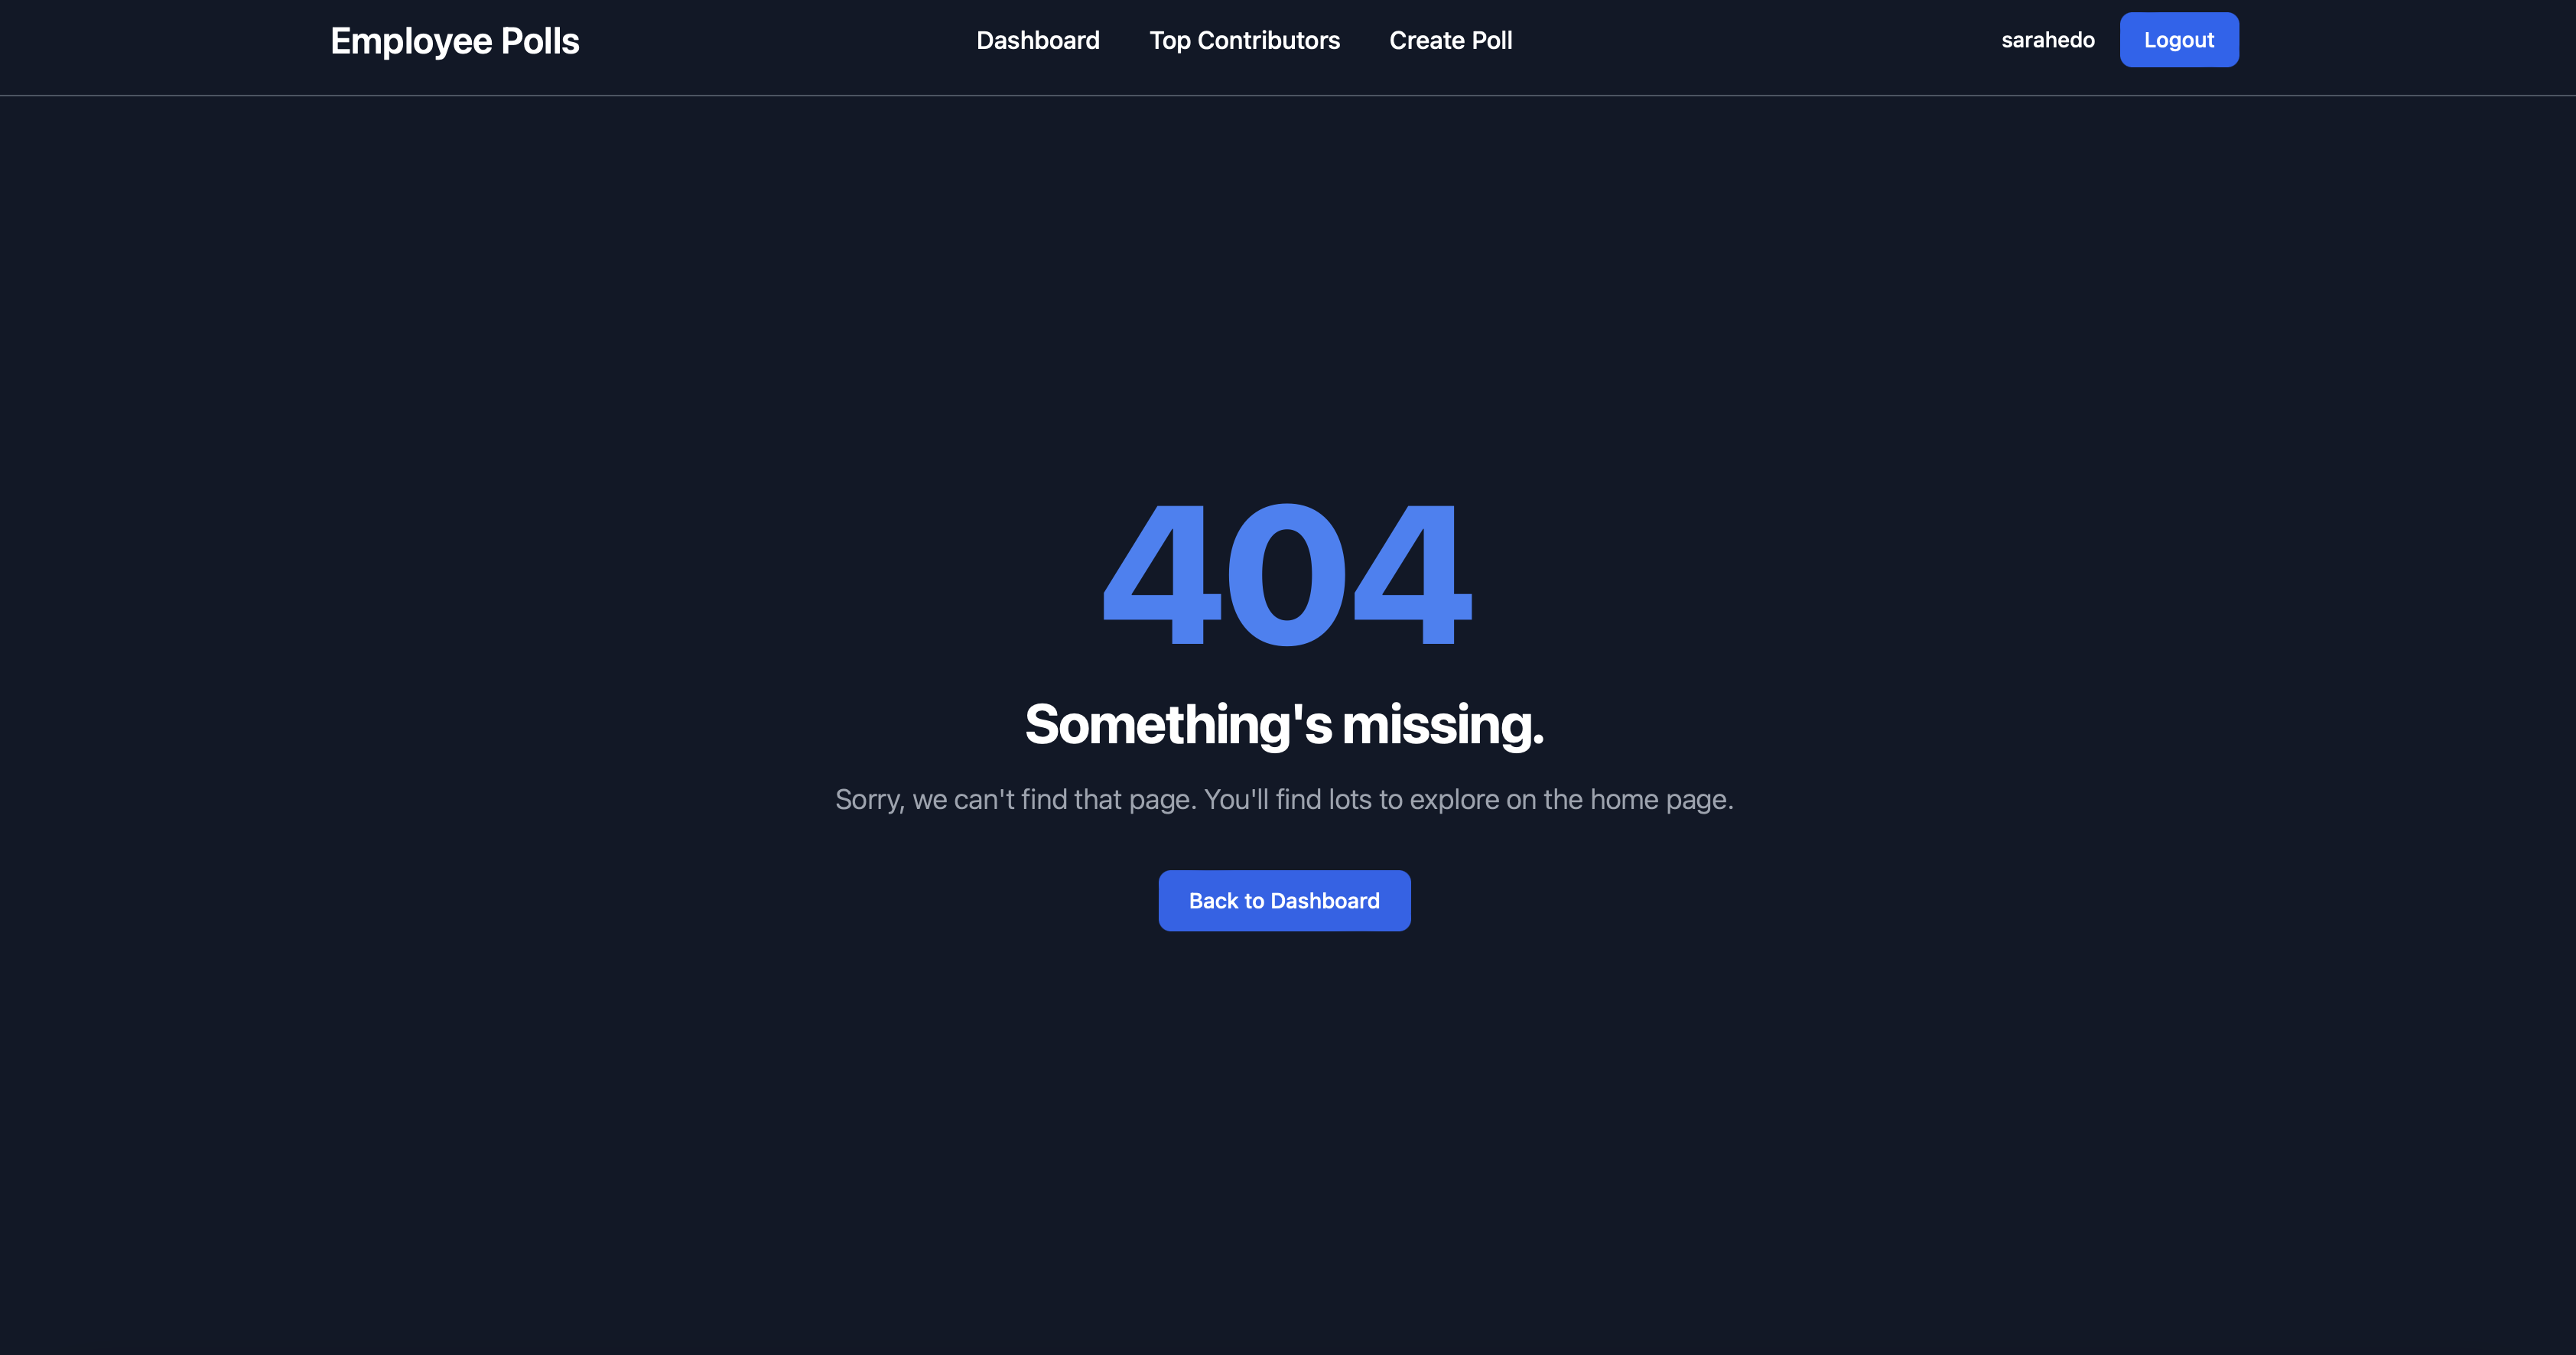 Employee Polls
Dashboard Top Contributors Create Poll
sarahedo Logout
404
Something's missing.
Sorry, we can't find that page. You'll find lots to explore on the home page.
Back to Dashboard